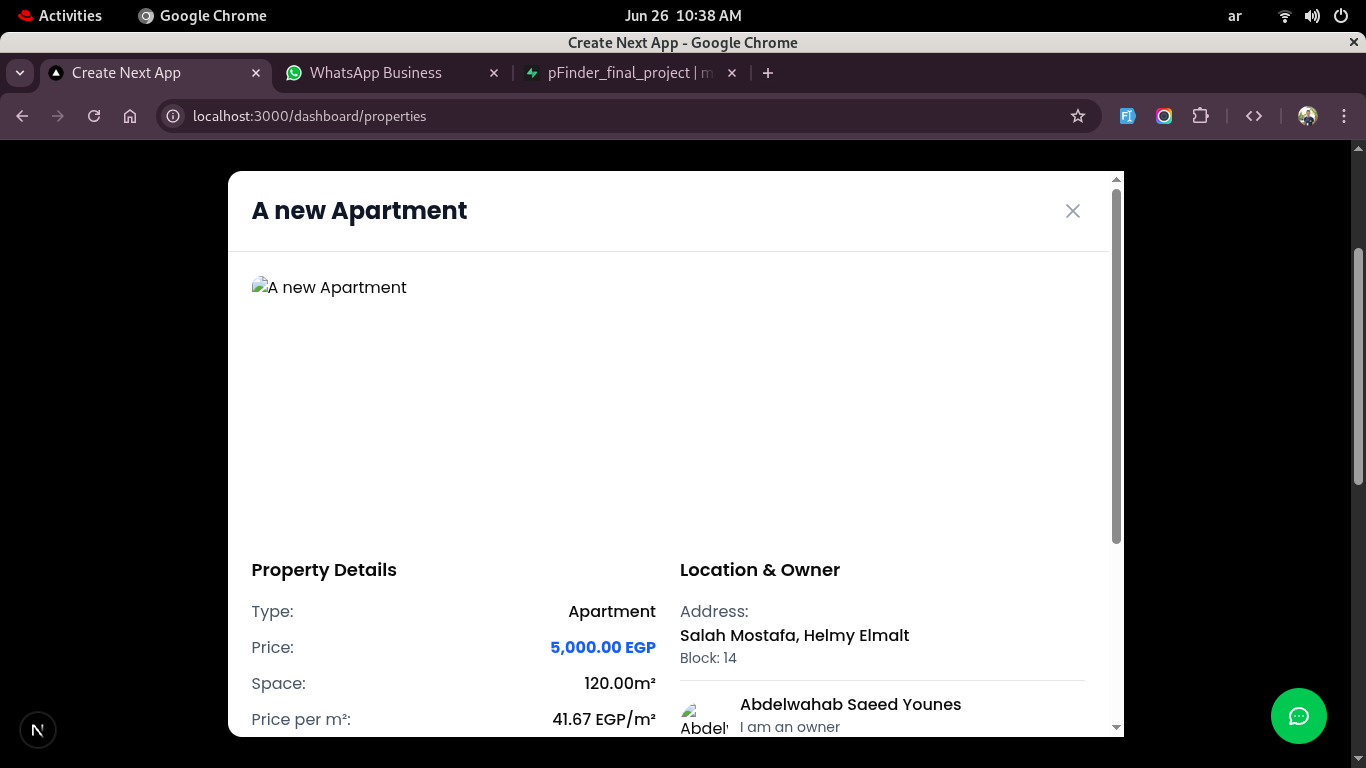 Activities
Google Chrome
Jun 26 10:38 AM
ar
Create Next App - Google Chrome
Create Next App
WhatsApp Business
pFinder_final_project | m
localhost:3000/dashboard/properties
A new Apartment
A new Apartment
Property Details
Type: Apartment
Price: 5,000.00 EGP
Space: 120.00m²
Price per m²: 41.67 EGP/m²
Location & Owner
Address:
Salah Mostafa, Helmy Elmalt
Block: 14
Abdelwahab Saeed Younes
Abdelv
I am an owner
N